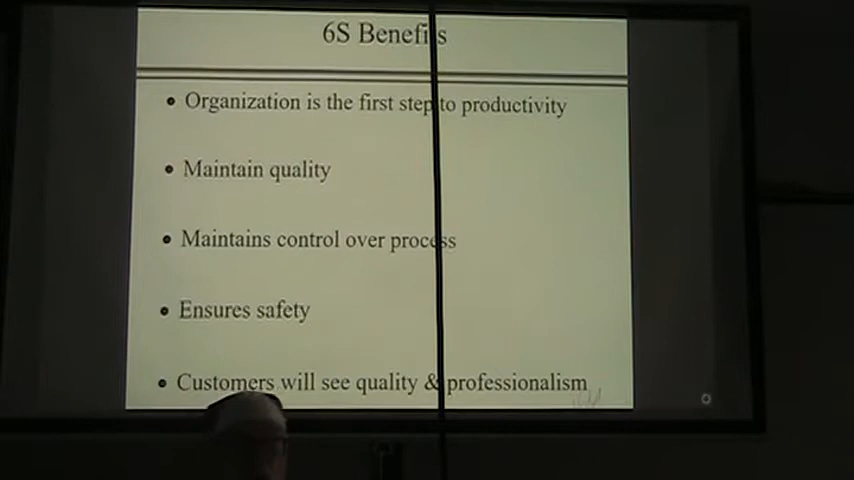 6S Benefits
• Organization is the first step to productivity
• Maintain quality
• Maintains control over process
• Ensures safety
• Customers will see quality & professionalism